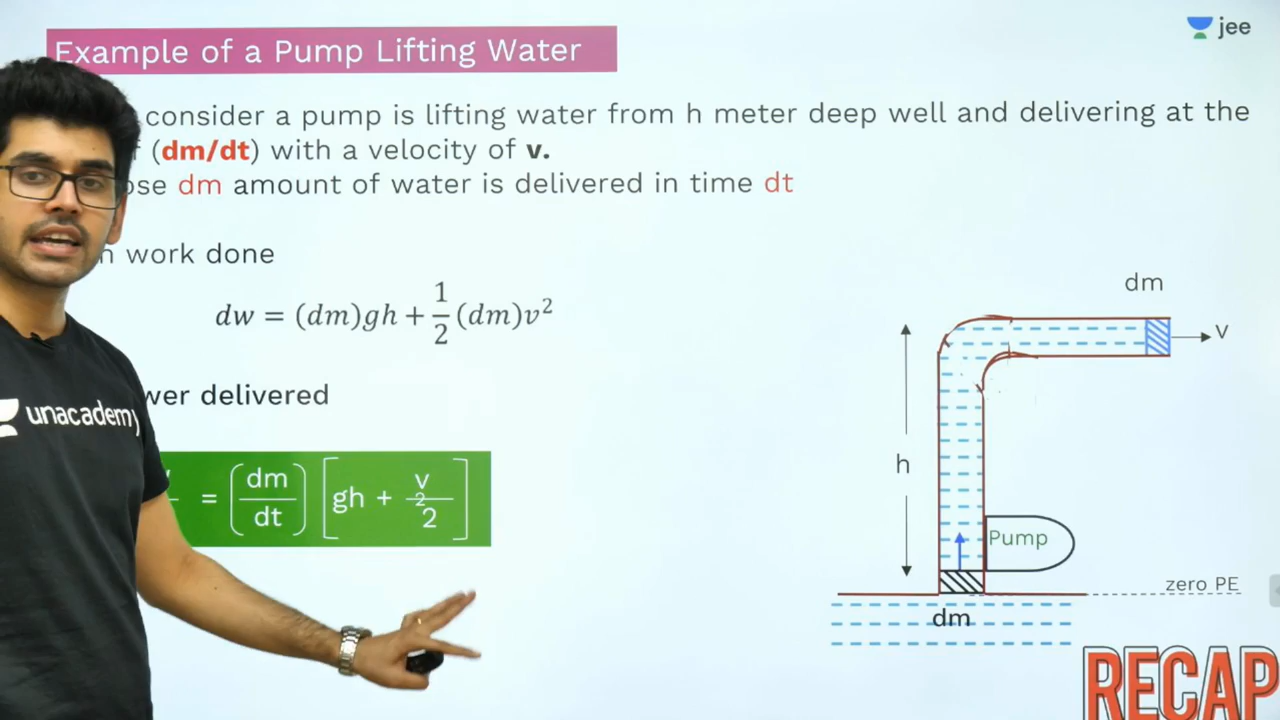 jee
Example of a Pump Lifting Water
consider a pump is lifting water from h meter deep well and delivering at the
(dm/dt) with a velocity of v.
dm amount of water is delivered in time dt
work done
dw = (dm)gh + 1/2 (dm)v²
delivered
= (dm/dt) [gh + v²/2]
unacademy
dm
v
h
Pump
zero PE
dm
RECAP